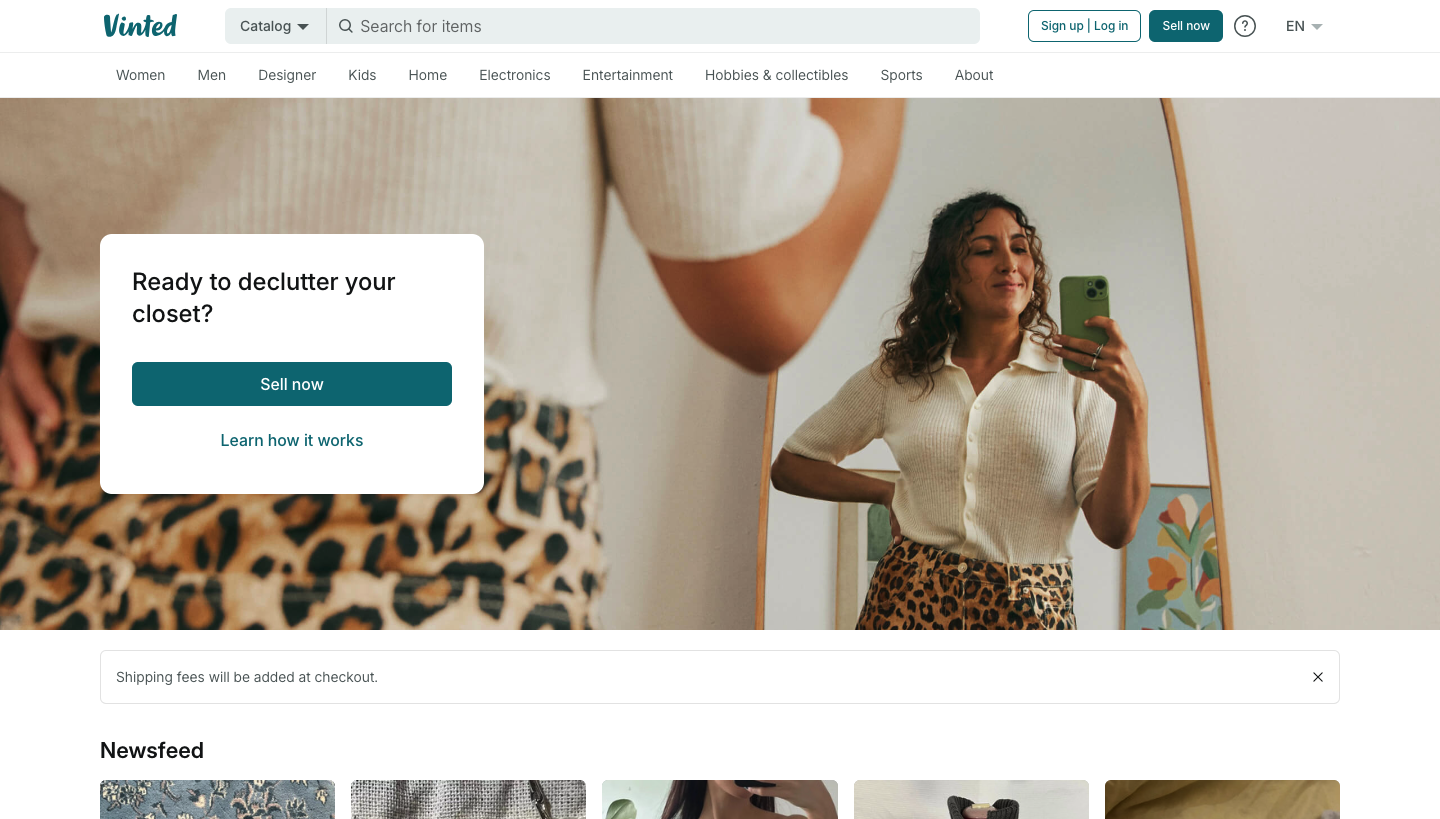 Vinted
Catalog
Search for items
Sign up | Log in
Sell now
?
EN
Women
Men
Designer
Kids
Home
Electronics
Entertainment
Hobbies & collectibles
Sports
About
Ready to declutter your
closet?
Sell now
Learn how it works
Shipping fees will be added at checkout.
Newsfeed